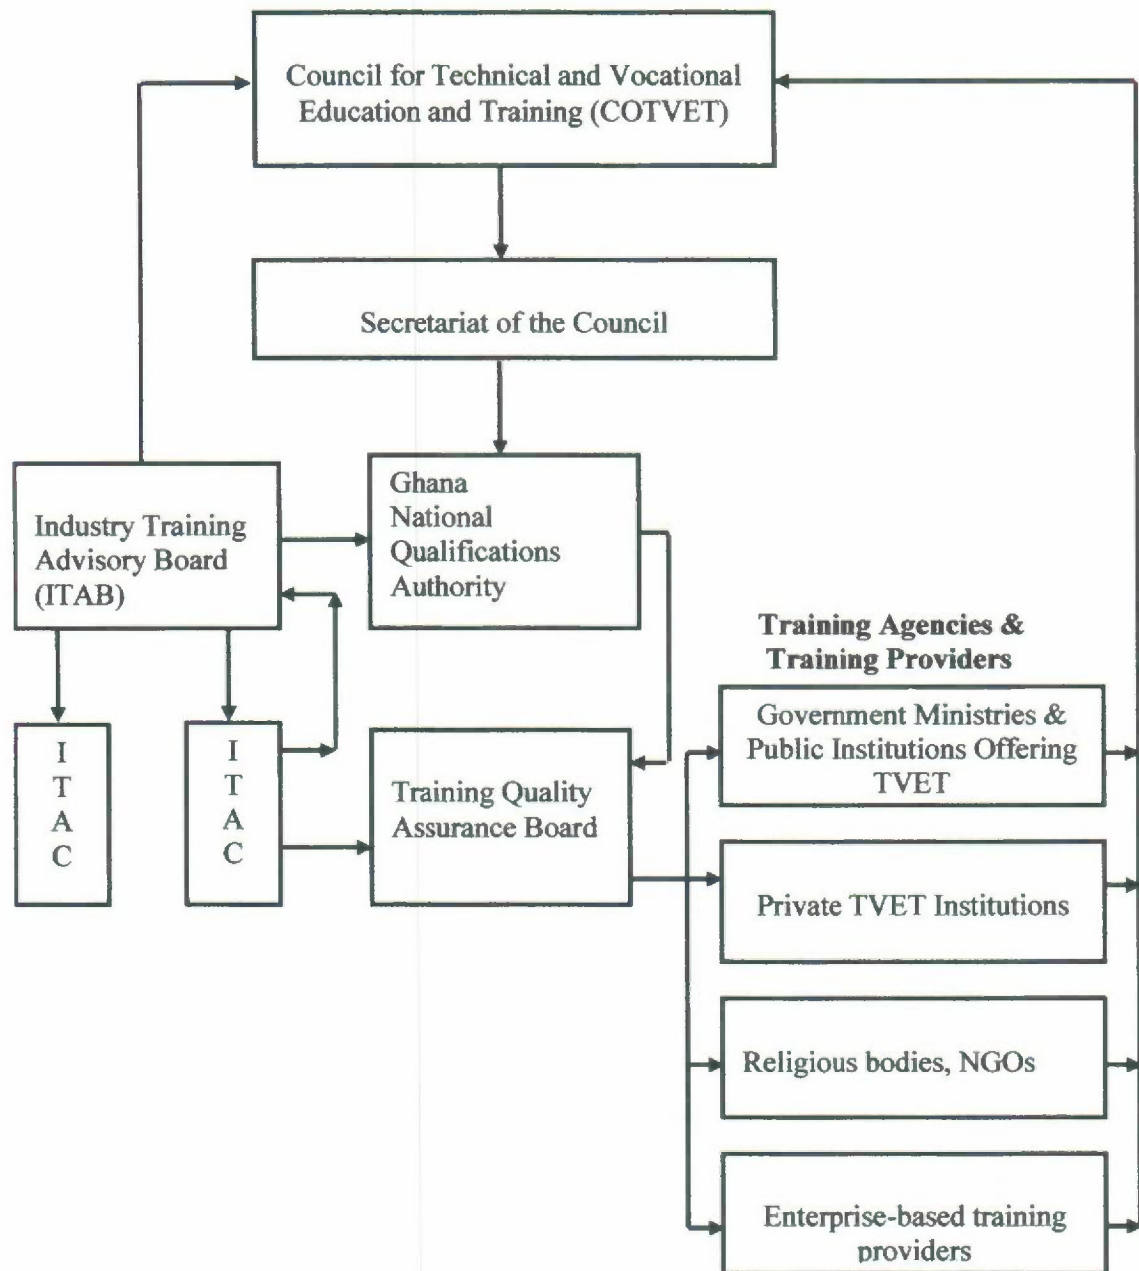 Council for Technical and Vocational
Education and Training (COTVET)
Secretariat of the Council
Industry Training
Advisory Board
(ITAB)
Ghana
National
Qualifications
Authority
I
T
A
C
I
T
A
C
Training Quality
Assurance Board
Training Agencies &
Training Providers
Government Ministries &
Public Institutions Offering
TVET
Private TVET Institutions
Religious bodies, NGOs
Enterprise-based training
providers